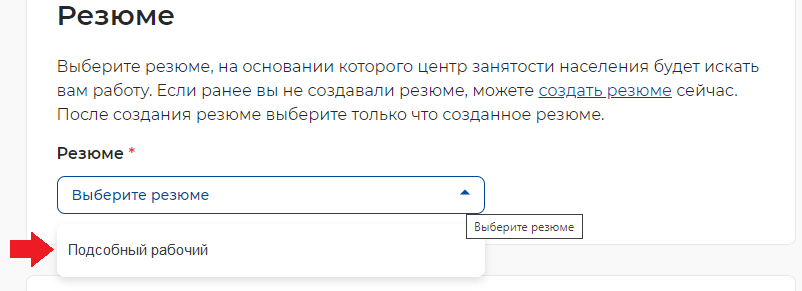 Резюме
Выберите резюме, на основании которого центр занятости населения будет искать
вам работу. Если ранее вы не создавали резюме, можете создать резюме сейчас.
После создания резюме выберите только что созданное резюме.
Резюме *
Выберите резюме
Выберите резюме
Подсобный рабочий